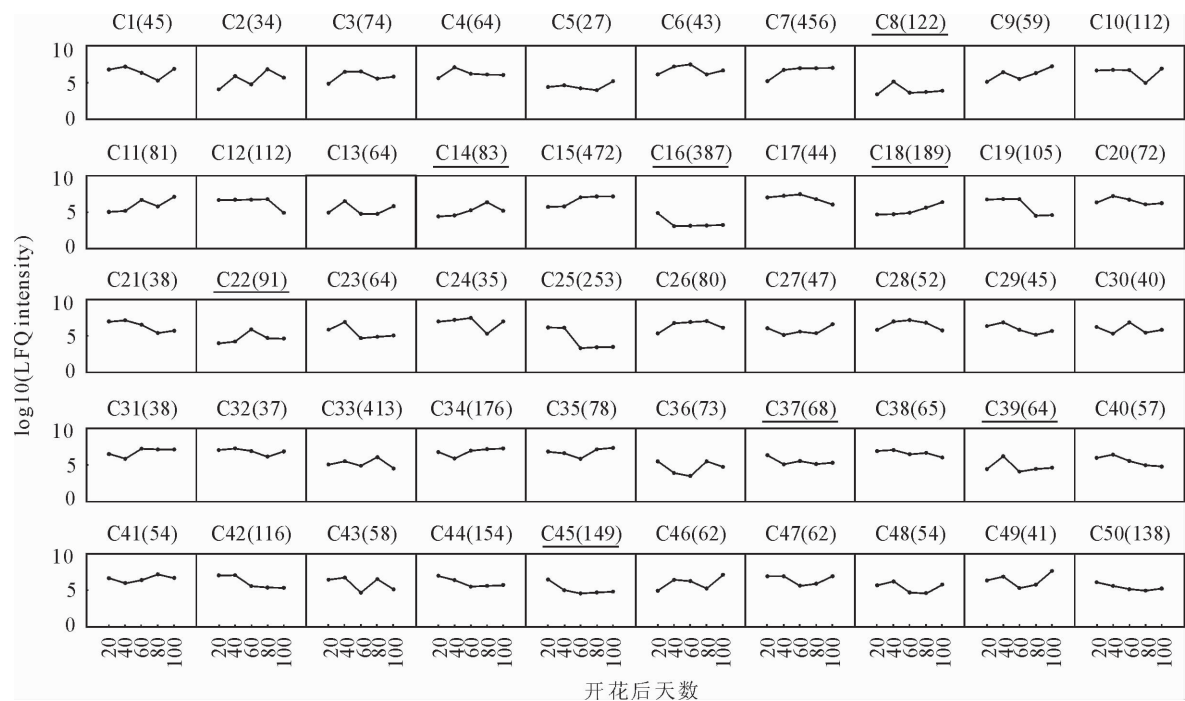 C1(45) C2(34) C3(74) C4(64) C5(27) C6(43) C7(456) C8(122) C9(59) C10(112)
10
5
0
C11(81) C12(112) C13(64) C14(83) C15(472) C16(387) C17(44) C18(189) C19(105) C20(72)
10
5
0
log10(LFQ intensity)
C21(38) C22(91) C23(64) C24(35) C25(253) C26(80) C27(47) C28(52) C29(45) C30(40)
10
5
0
C31(38) C32(37) C33(413) C34(176) C35(78) C36(73) C37(68) C38(65) C39(64) C40(57)
10
5
0
C41(54) C42(116) C43(58) C44(154) C45(149) C46(62) C47(62) C48(54) C49(41) C50(138)
10
5
0
20 40 60 80 100 20 40 60 80 100 20 40 60 80 100 20 40 60 80 100 20 40 60 80 100 20 40 60 80 100 20 40 60 80 100 20 40 60 80 100 20 40 60 80 100 20 40 60 80 100
开花后天数